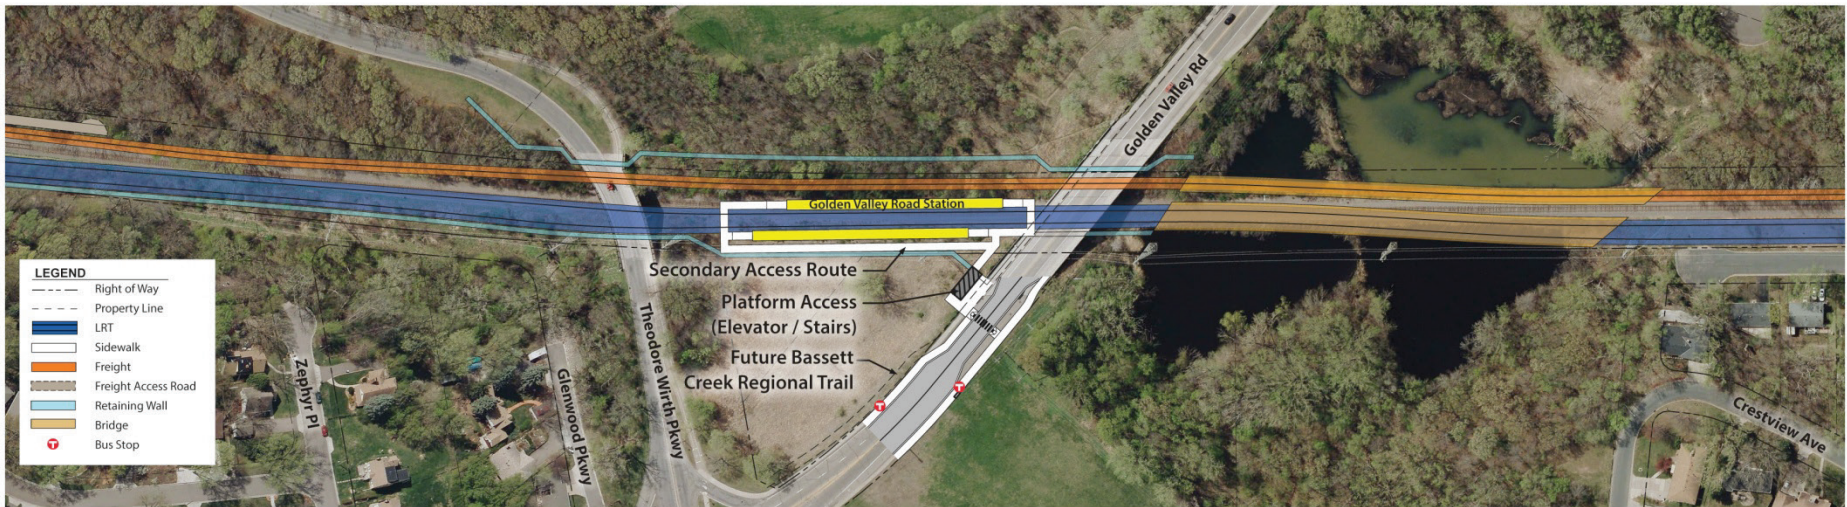 Golden Valley Rd
Golden Valley Road Station
Secondary Access Route
Platform Access
(Elevator / Stairs)
Future Bassett
Creek Regional Trail
Theodore Wirth Pkwy
Glenwood Pkwy
Zephyr Pl
Crestview Ave
LEGEND
Right of Way
Property Line
LRT
Sidewalk
Freight
Freight Access Road
Retaining Wall
Bridge
T Bus Stop
T
T